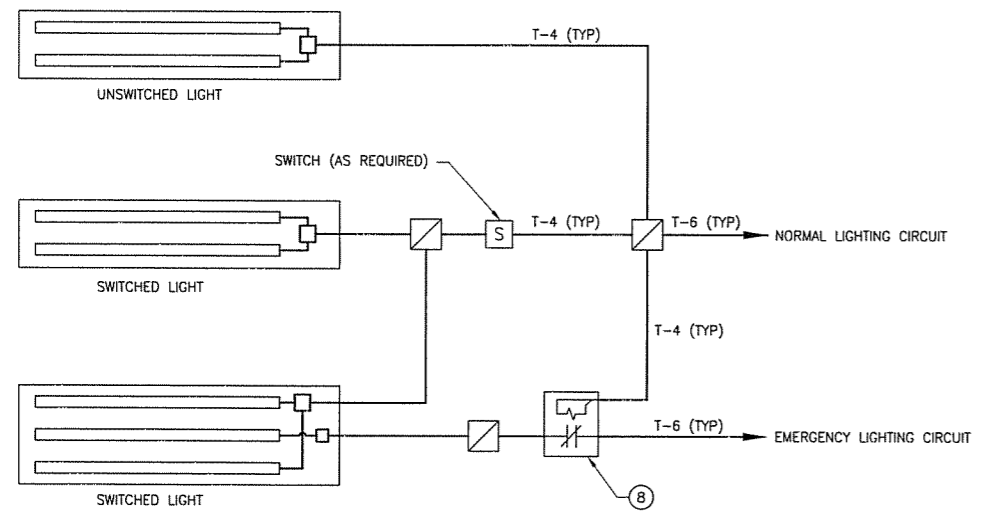 T-4 (TYP)
UNSWITCHED LIGHT
SWITCH (AS REQUIRED)
S
T-4 (TYP)
T-6 (TYP)
NORMAL LIGHTING CIRCUIT
SWITCHED LIGHT
T-4 (TYP)
T-6 (TYP)
EMERGENCY LIGHTING CIRCUIT
SWITCHED LIGHT
8